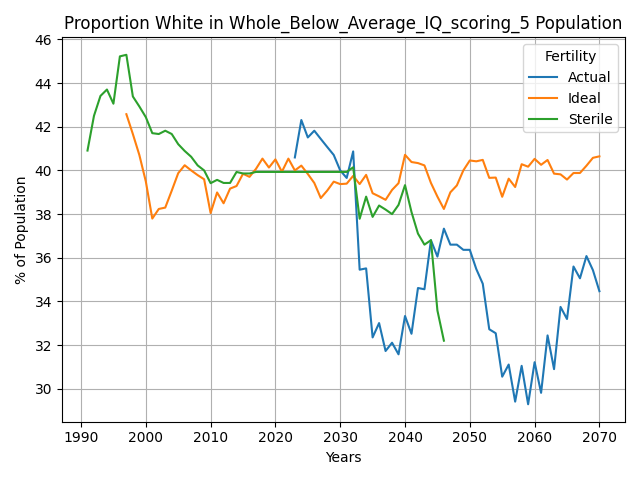 Proportion White in Whole_Below_Average_IQ_scoring_5 Population
Fertility
Actual
Ideal
Sterile
% of Population
46
44
42
40
38
36
34
32
30
1990 2000 2010 2020 2030 2040 2050 2060 2070
Years